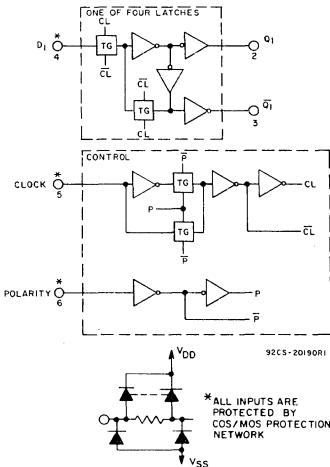 ONE OF FOUR LATCHES
CL
D1 * 4
TG
CL
Q1
2
CL
TG
CL
Q1
3
CONTROL
P
CLOCK * 5
TG
CL
P
TG
CL
P
POLARITY * 6
P
P
92CS-20190R1
VDD
*ALL INPUTS ARE
PROTECTED BY
COS/MOS PROTECTION
NETWORK
VSS